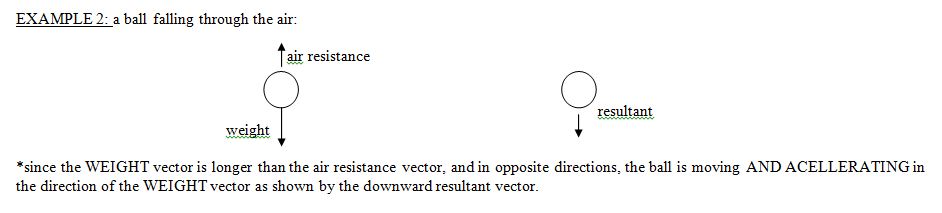 EXAMPLE 2: a ball falling through the air:
air resistance
resultant
weight
*since the WEIGHT vector is longer than the air resistance vector, and in opposite directions, the ball is moving AND ACELLERATING in
the direction of the WEIGHT vector as shown by the downward resultant vector.